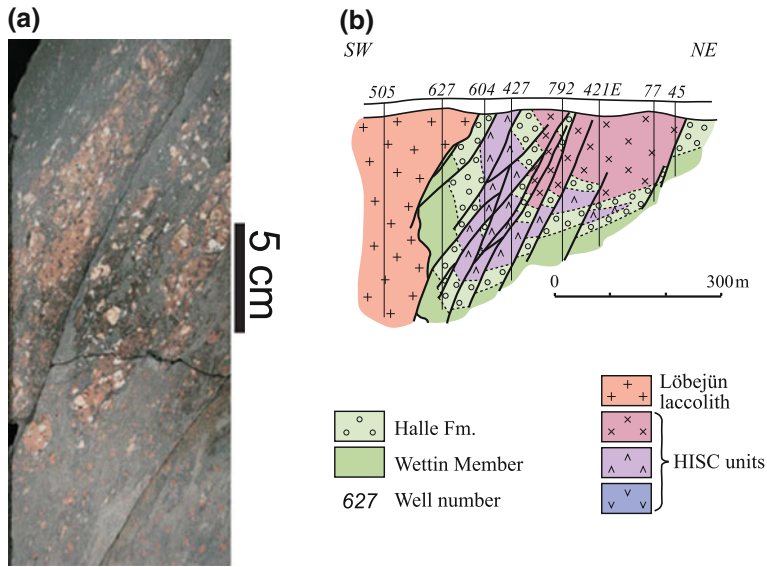 (a)
5 cm
(b)
SW NE
505 627 604 427 792 421E 77 45
0 300 m
Halle Fm.
Wettin Member
627 Well number
Löbejün
laccolith
HISC units